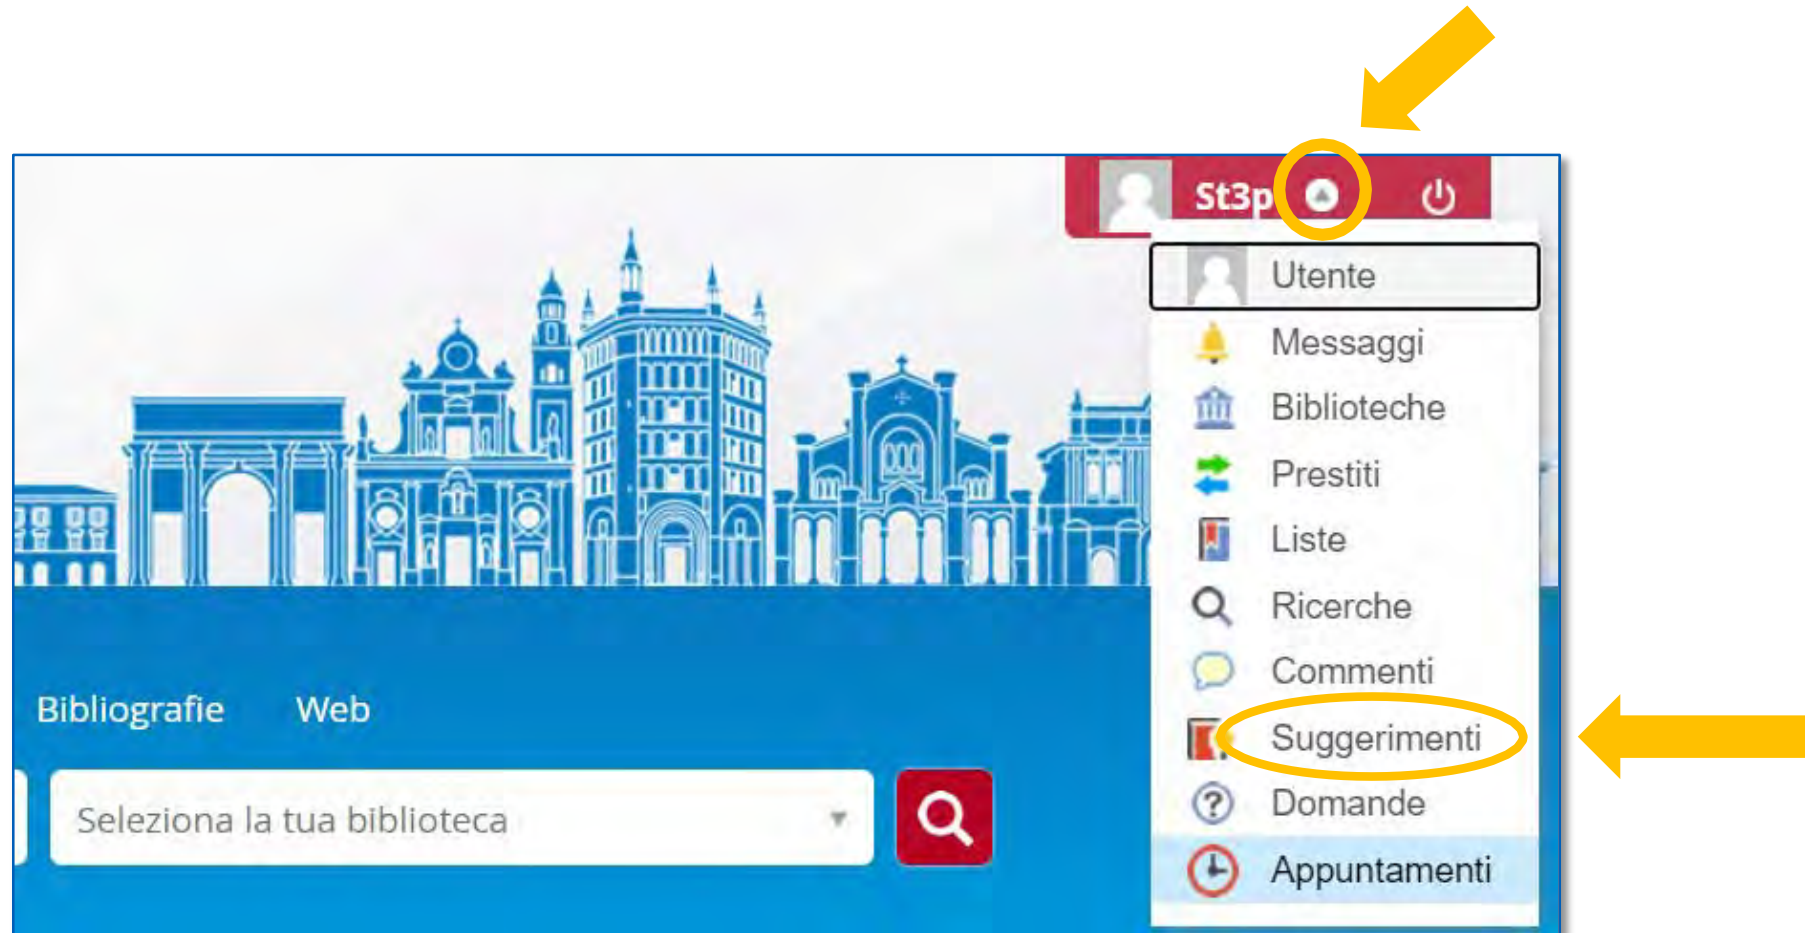 St3p
Utente
Messaggi
Biblioteche
Prestiti
Liste
Ricerche
Commenti
Suggerimenti
Domande
Appuntamenti
Bibliografie Web
Seleziona la tua biblioteca